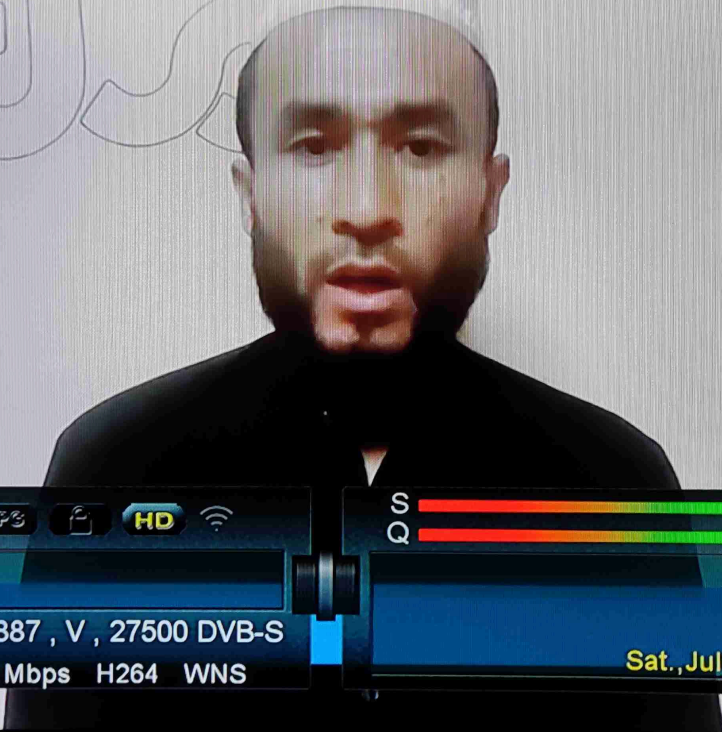 HD
S
Q
387 , V , 27500 DVB-S
Mbps H264 WNS
Sat.,Jul